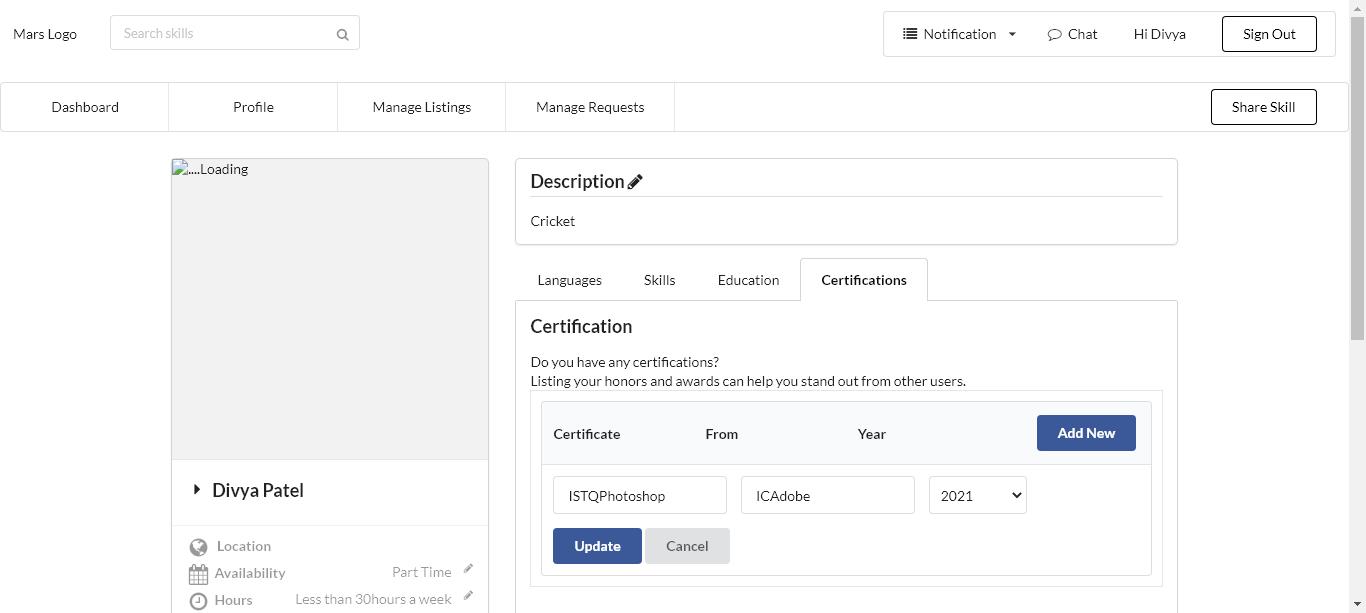 Mars Logo
Search skills
Notification
Chat
Hi Divya
Sign Out
Dashboard
Profile
Manage Listings
Manage Requests
Share Skill
....Loading
Divya Patel
Location
Availability
Part Time
Hours
Less than 30hours a week
Description
Cricket
Languages
Skills
Education
Certifications
Certification
Do you have any certifications?
Listing your honors and awards can help you stand out from other users.
Certificate
From
Year
Add New
ISTQPhotoshop
ICAdobe
2021
Update
Cancel